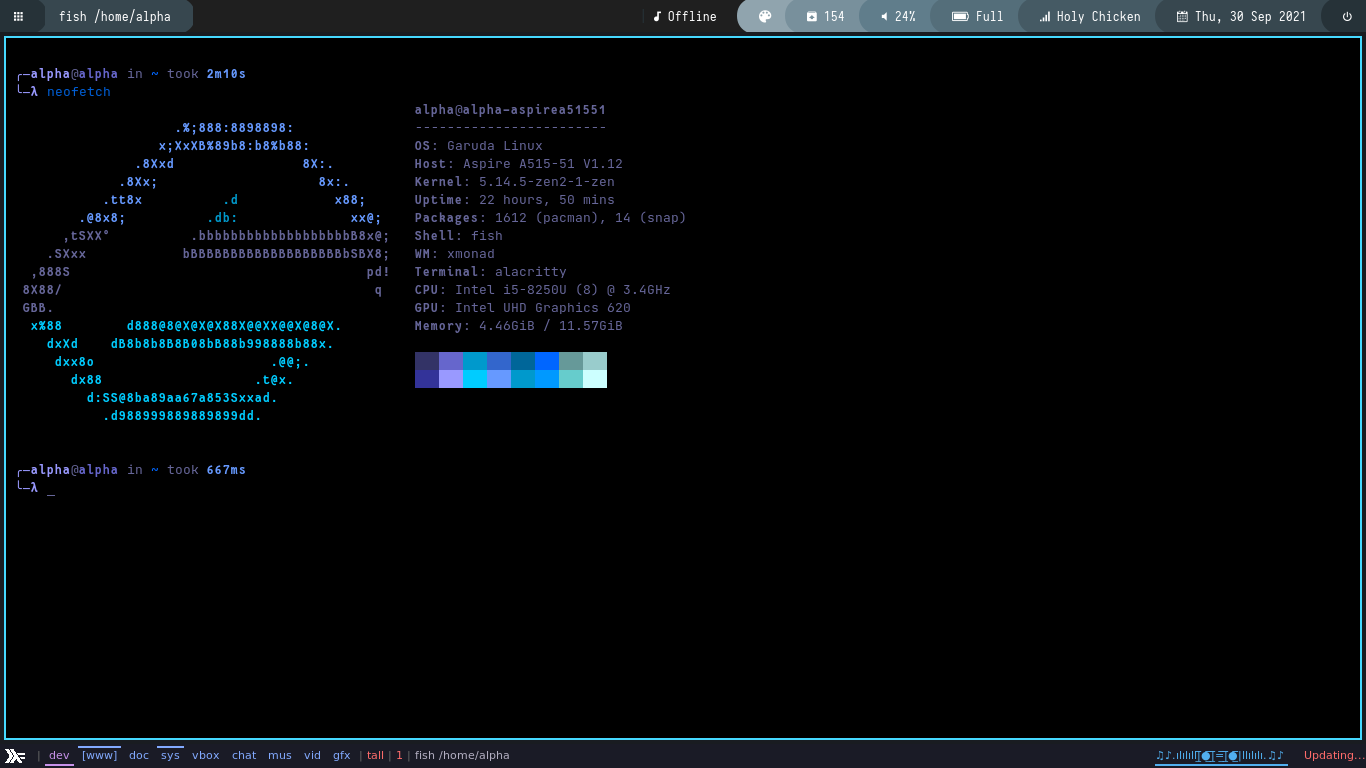 fish /home/alpha Offline 154 24% Full Holy Chicken Thu, 30 Sep 2021
╭─alpha@alpha in ~ took 2m10s
╰─λ neofetch
alpha@alpha-aspirea51551
.%;888:8898898: ------------------------
x;XxXB%89b8:b8%b88: OS: Garuda Linux
.8Xxd 8X:. Host: Aspire A515-51 V1.12
.8Xx; 8x:. Kernel: 5.14.5-zen2-1-zen
.tt8x .d x88; Uptime: 22 hours, 50 mins
.@8x8; .db: xx@; Packages: 1612 (pacman), 14 (snap)
,tSXX° .bbbbbbbbbbbbbbbbbbbB8x@; Shell: fish
.SXxx bBBBBBBBBBBBBBBBBBBBbSBX8; WM: xmonad
,888S pd! Terminal: alacritty
8X88/ q CPU: Intel i5-8250U (8) @ 3.4GHz
GBB. GPU: Intel UHD Graphics 620
x%88 d888@8@X@X@X88X@@XX@@X@8@X. Memory: 4.46GiB / 11.57GiB
dxXd dB8b8b8B8B08bB88b998888b88x.
dxx8o .@@;.
dx88 .t@x.
d:SS@8ba89aa67a853Sxxad.
.d988999889889899dd.
╭─alpha@alpha in ~ took 667ms
╰─λ _
| dev [www] doc sys vbox chat mus vid gfx | tall | 1 | fish /home/alpha Updating...